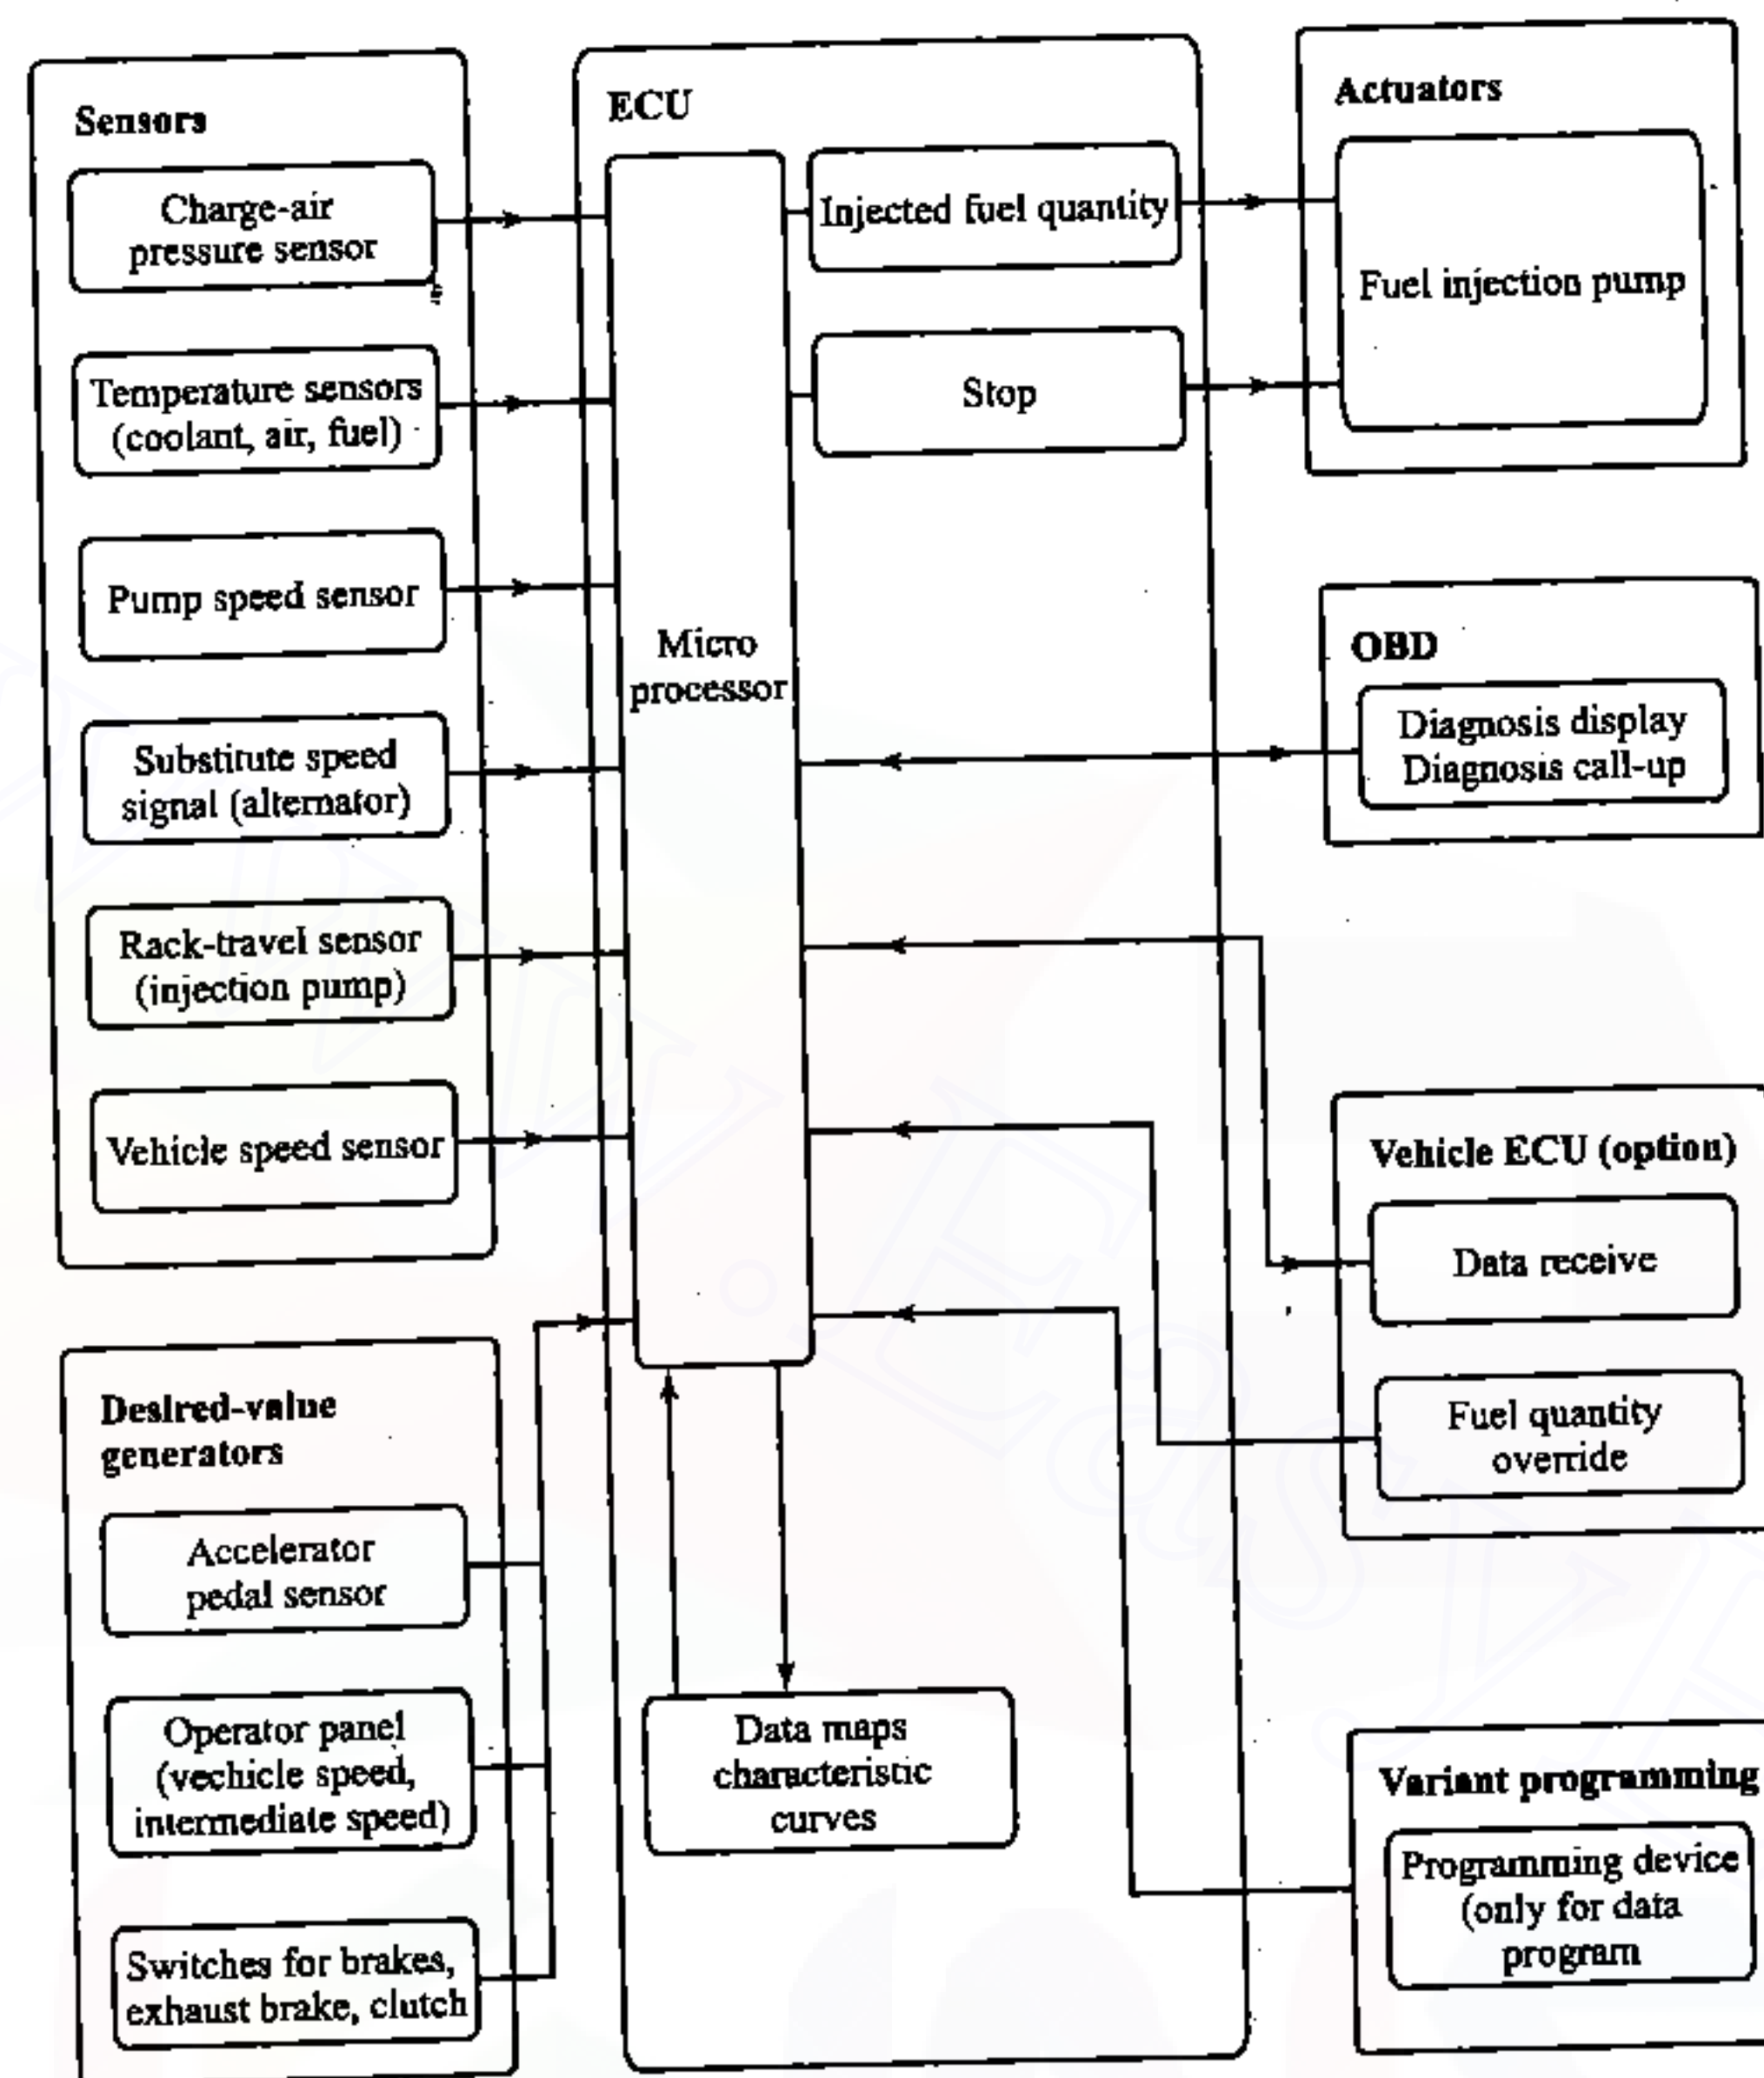 Sensors
Charge-air
pressure sensor
Temperature sensors
(coolant, air, fuel)
Pump speed sensor
Substitute speed
signal (alternator)
Rack-travel sensor
(injection pump)
Vehicle speed sensor
Desired-value
generators
Accelerator
pedal sensor
Operator panel
(vechicle speed,
intermediate speed)
Switches for brakes,
exhaust brake, clutch
ECU
Micro
processor
Injected fuel quantity
Stop
Data maps
characteristic
curves
Actuators
Fuel injection pump
OBD
Diagnosis display
Diagnosis call-up
Vehicle ECU (option)
Data receive
Fuel quantity
override
Variant programming
Programming device
(only for data
program